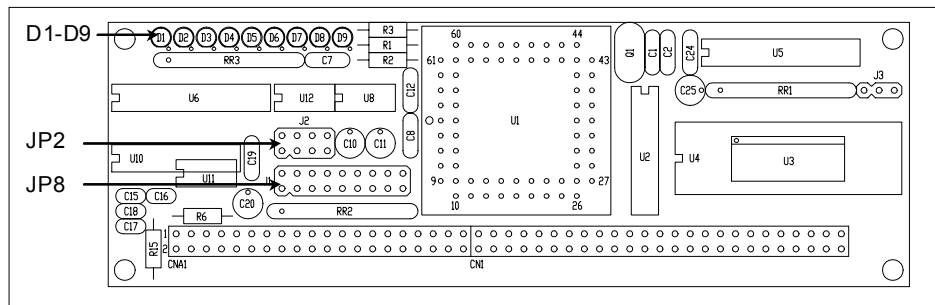 D1-D9
JP2
JP8
D1 D2 D3 D4 D5 D6 D7 D8 D9
RR3
C7
R3
R1
R2
60
44
61
43
9
27
10
26
U1
Q1
C1
C2
C24
U5
J3
C25
RR1
C12
C8
U6
U12
U8
J2
C10
C11
C19
U10
U11
U2
U4
U3
C15
C16
C18
C17
C20
R6
RR2
R15
1
2
CNA1
CN1